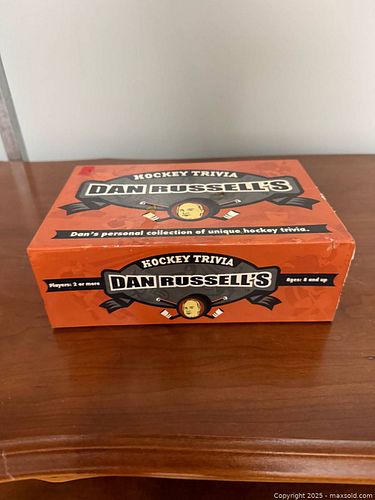 HOCKEY TRIVIA
DAN RUSSELL'S
Dan's personal collection of unique hockey trivia.
HOCKEY TRIVIA
DAN RUSSELL'S
Players: 2 or more
Ages: 8 and up
Copyright 2025 - maxsold.com